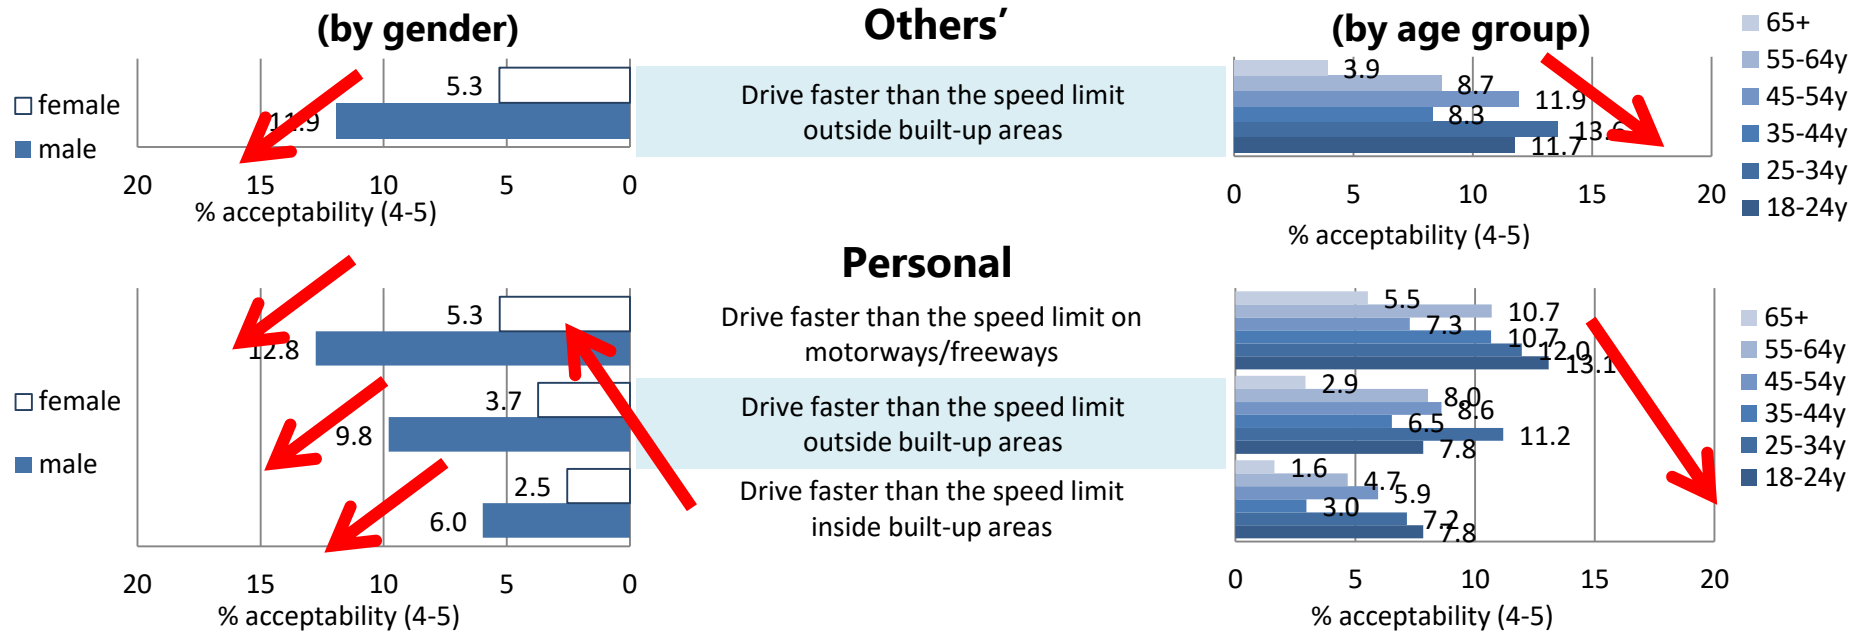 (by gender)
Others’
(by age group)
female
male
5.3
11.9
20 15 10 5 0
% acceptability (4-5)
Drive faster than the speed limit
outside built-up areas
3.9
8.7
11.9
8.3
13.6
11.7
0 5 10 15 20
% acceptability (4-5)
65+
55-64y
45-54y
35-44y
25-34y
18-24y
Personal
female
male
5.3
12.8
3.7
9.8
2.5
6.0
20 15 10 5 0
% acceptability (4-5)
Drive faster than the speed limit on
motorways/freeways
Drive faster than the speed limit
outside built-up areas
Drive faster than the speed limit
inside built-up areas
5.5
10.7
7.3
10.7
12.0
13.1
2.9
8.0
8.6
6.5
11.2
7.8
1.6
4.7
5.9
3.0
7.2
7.8
0 5 10 15 20
% acceptability (4-5)
65+
55-64y
45-54y
35-44y
25-34y
18-24y